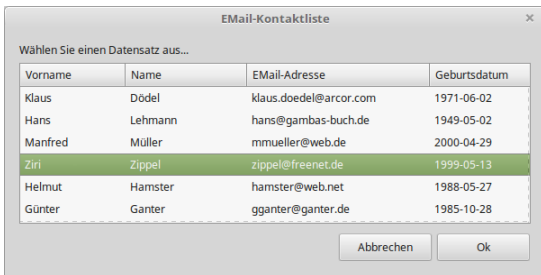 EMail-Kontaktliste ×
Wählen Sie einen Datensatz aus...
Vorname Name EMail-Adresse Geburtsdatum
Klaus Dödel klaus.doedel@arcor.com 1971-06-02
Hans Lehmann hans@gambas-buch.de 1949-05-02
Manfred Müller mmueller@web.de 2000-04-29
Ziri Zippel zippel@freenet.de 1999-05-13
Helmut Hamster hamster@web.net 1988-05-27
Günter Ganter gganter@ganter.de 1985-10-28
Abbrechen Ok